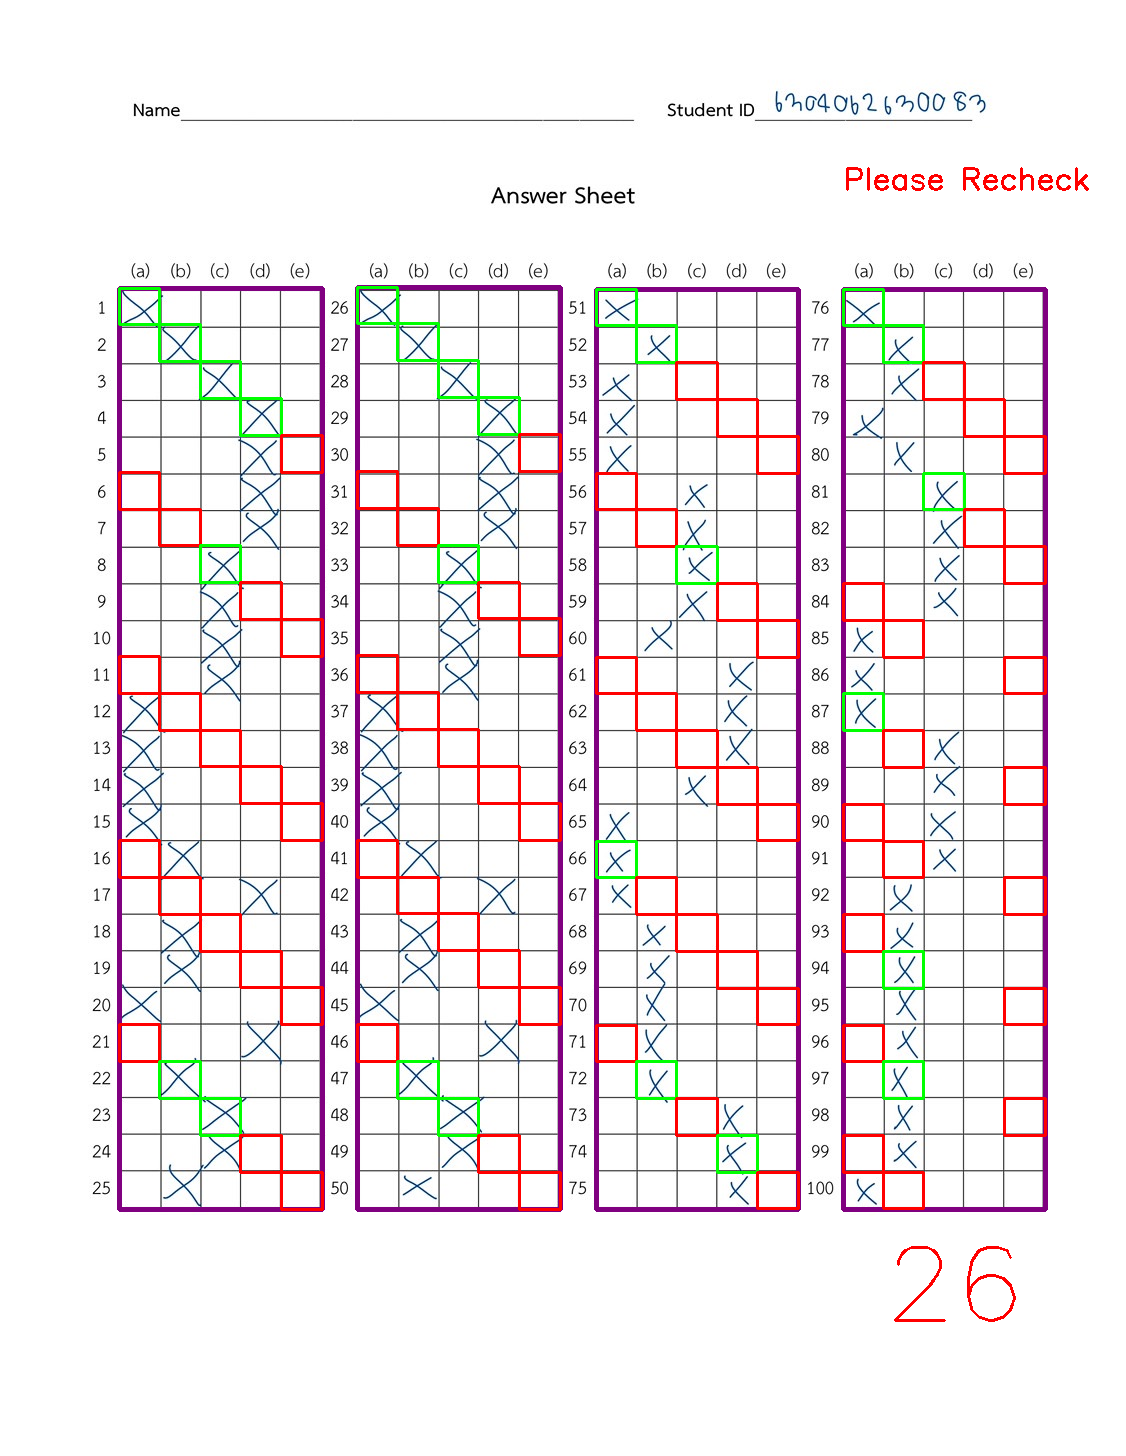 Name Student ID 6304062630083
Please Recheck
Answer Sheet
(a) (b) (c) (d) (e) (a) (b) (c) (d) (e) (a) (b) (c) (d) (e) (a) (b) (c) (d) (e)
1 26 51 76
2 27 52 77
3 28 53 78
4 29 54 79
5 30 55 80
6 31 56 81
7 32 57 82
8 33 58 83
9 34 59 84
10 35 60 85
11 36 61 86
12 37 62 87
13 38 63 88
14 39 64 89
15 40 65 90
16 41 66 91
17 42 67 92
18 43 68 93
19 44 69 94
20 45 70 95
21 46 71 96
22 47 72 97
23 48 73 98
24 49 74 99
25 50 75 100
26